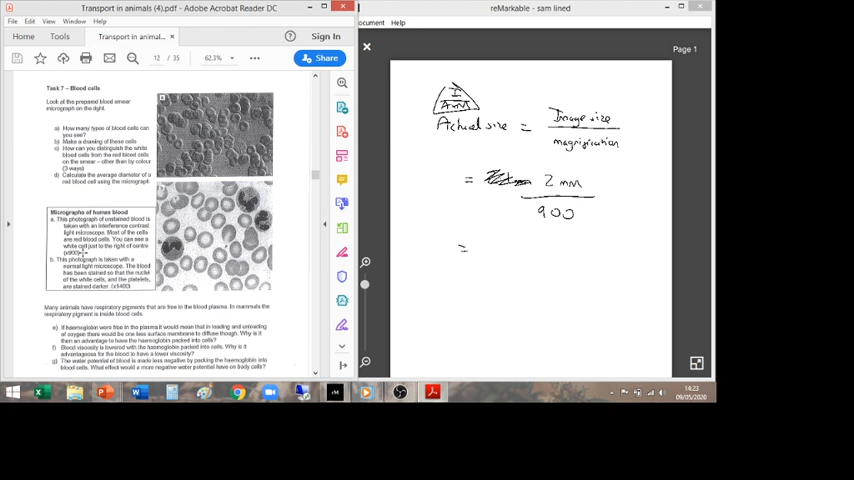 Transport in animals (4).pdf - Adobe Acrobat Reader DC
File Edit View Window Help
Home Tools Transport in animal... × Sign In
12 / 35 62.3% Share
Task 7 – Blood cells
Look at the prepared blood smear
micrograph on the right.
a) How many types of blood cells can
you see?
b) Make a drawing of these cells
c) How can you distinguish the white
blood cells from the red blood cells
on the smear – other than by colour
(3 ways)
d) Calculate the average diameter of a
red blood cell using the micrograph
Micrographs of human blood
a. This photograph of unstained blood is
taken with an interference contrast
light microscope. Most of the cells
are red blood cells. You can see a
white cell just to the right of centre
(x900)
b. This photograph is taken with a
normal light microscope. The blood
has been stained so that the nuclei
of the white cells, and the platelets,
are stained darker. (x1400)
Many animals have respiratory pigments that are free in the blood plasma. In mammals the
respiratory pigment is inside blood cells.
e) If haemoglobin were free in the plasma it would mean that in loading and unloading
of oxygen there would be one less surface membrane to diffuse though. Why is it
then an advantage to have the haemoglobin packed into cells?
f) Blood viscosity is lowered with the haemoglobin packed into cells. Why is it
advantageous for the blood to have a lower viscosity?
g) The water potential of blood is made less negative by packing the haemoglobin into
blood cells. What effect would a more negative water potential have on body cells?
reMarkable - sam lined
ocument Help
Page 1
I
A×M
Actual size = Image size
magnification
= 2 mm
900
=
14:23
09/05/2020